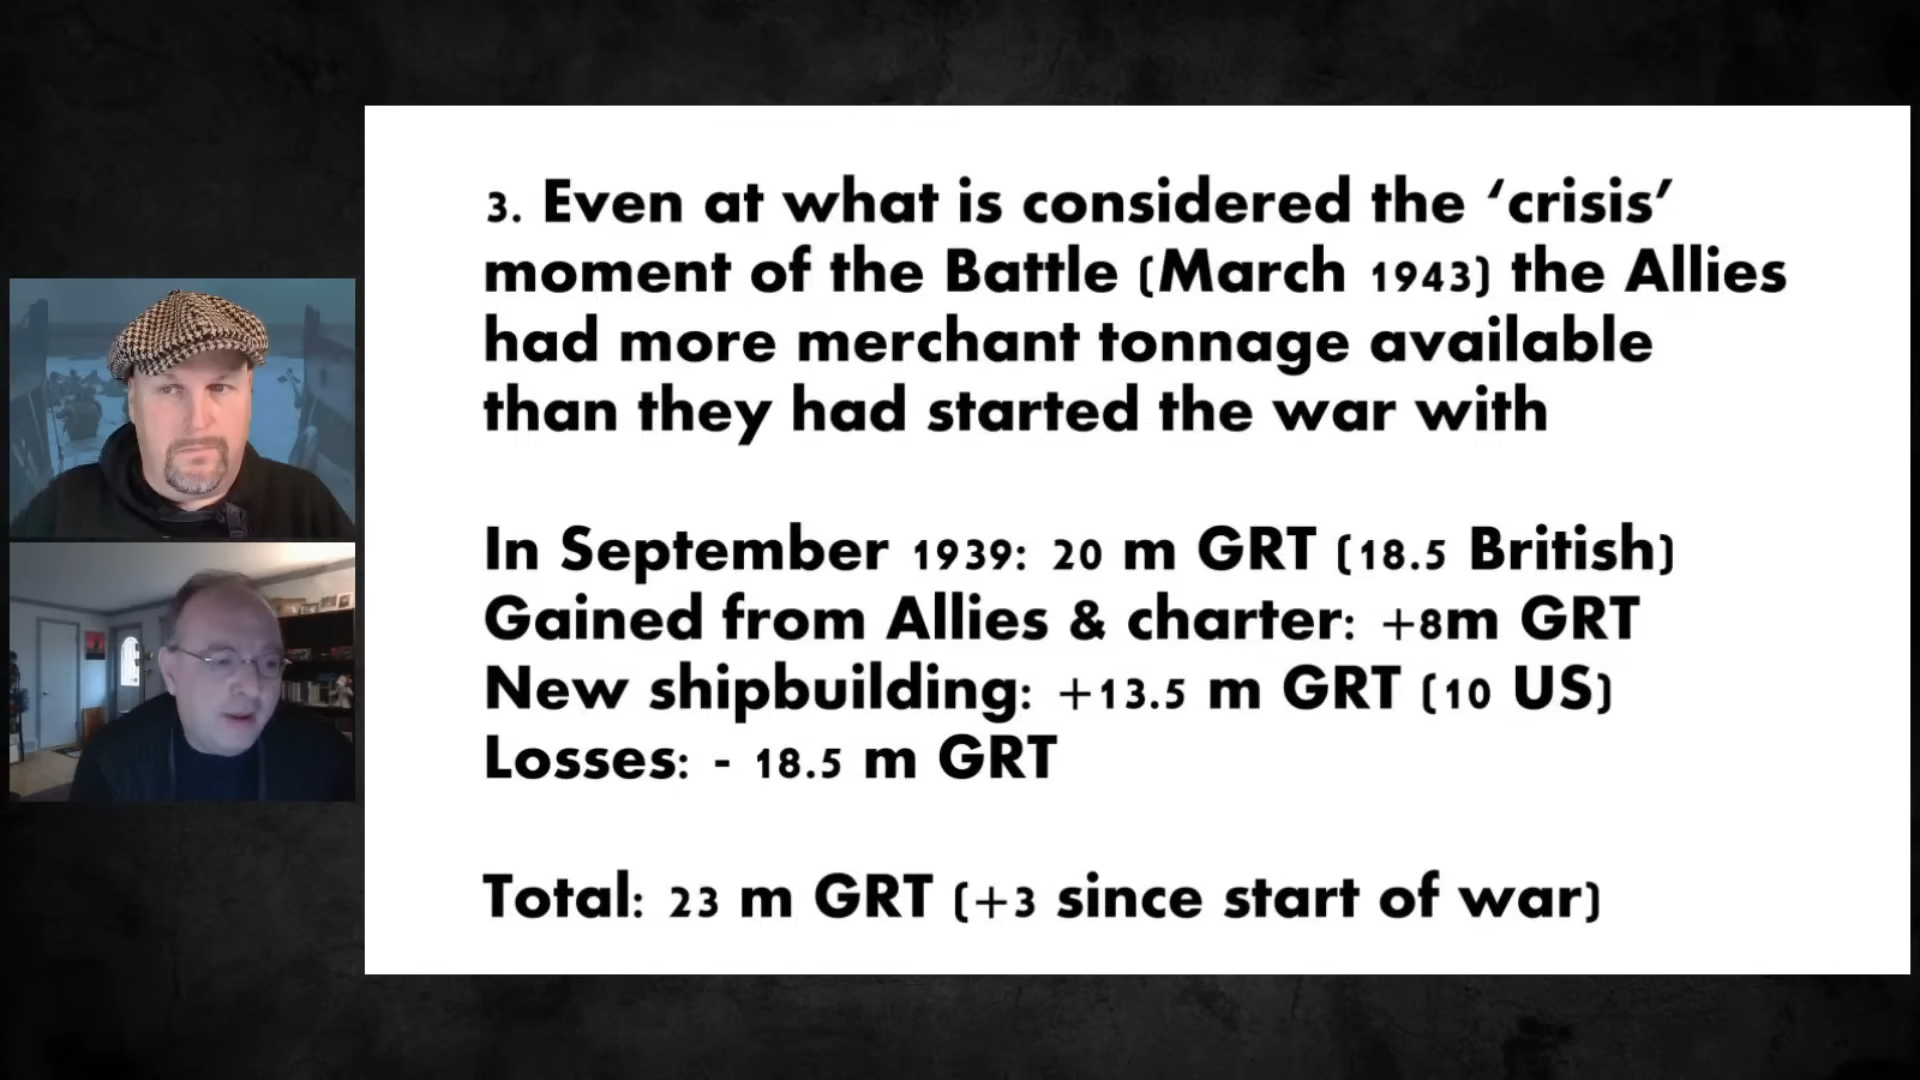 3. Even at what is considered the ‘crisis’
moment of the Battle (March 1943) the Allies
had more merchant tonnage available
than they had started the war with
In September 1939: 20 m GRT (18.5 British)
Gained from Allies & charter: +8m GRT
New shipbuilding: +13.5 m GRT (10 US)
Losses: - 18.5 m GRT
Total: 23 m GRT (+3 since start of war)